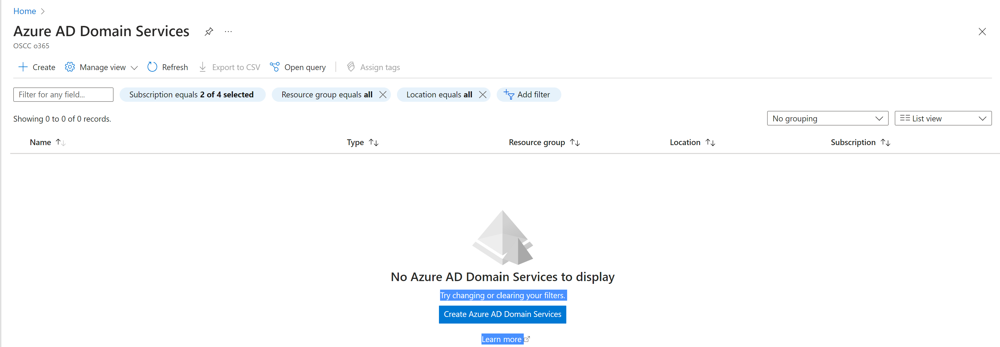 Home
Azure AD Domain Services
OSCC o365
Create Manage view Refresh Export to CSV Open query Assign tags
Filter for any field... Subscription equals 2 of 4 selected Resource group equals all Location equals all Add filter
Showing 0 to 0 of 0 records. No grouping List view
Name Type Resource group Location Subscription
No Azure AD Domain Services to display
Try changing or clearing your filters.
Create Azure AD Domain Services
Learn more